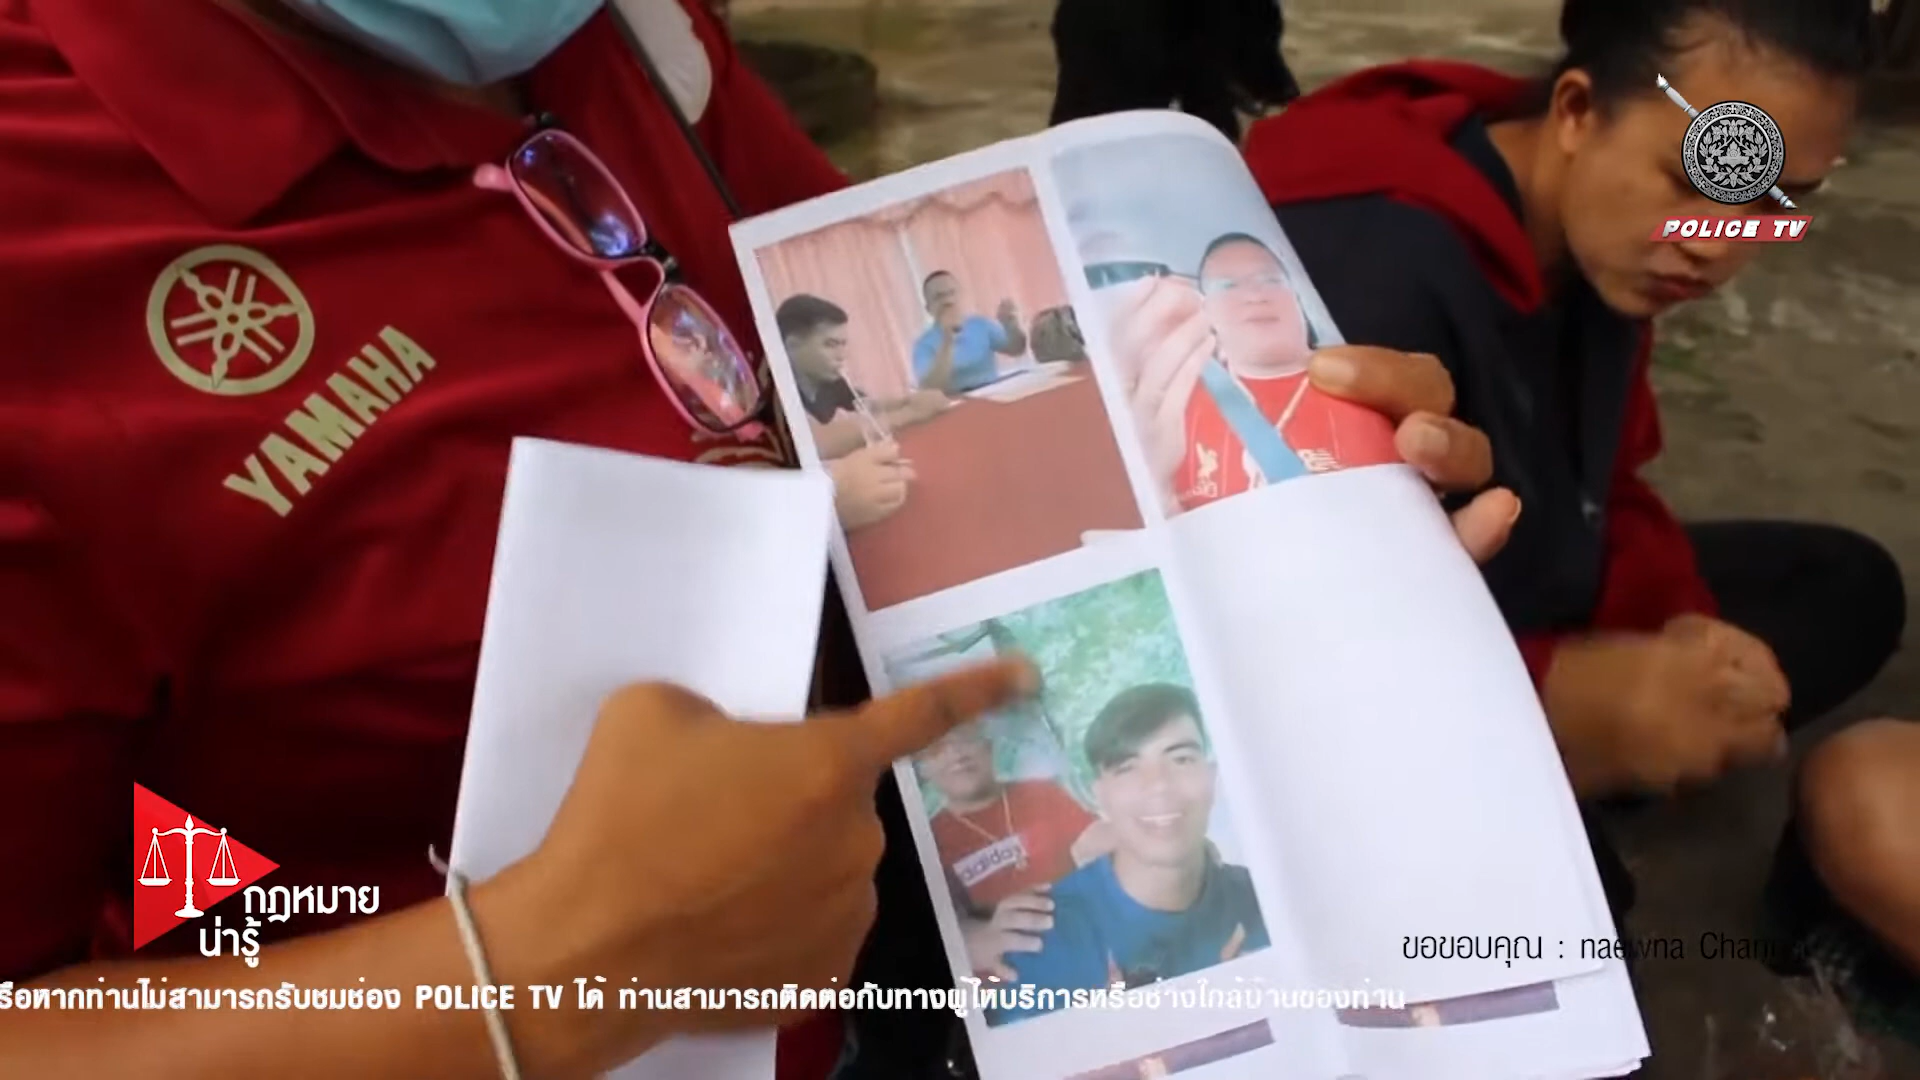 POLICE TV
YAMAHA
กฎหมาย
น่ารู้
ขอขอบคุณ : naewna
รือหากท่านไม่สามารถรับชมช่อง POLICE TV ได้ ท่านสามารถติดต่อกับทางผู้ให้บริการหรือช่างใกล้บ้านของท่าน